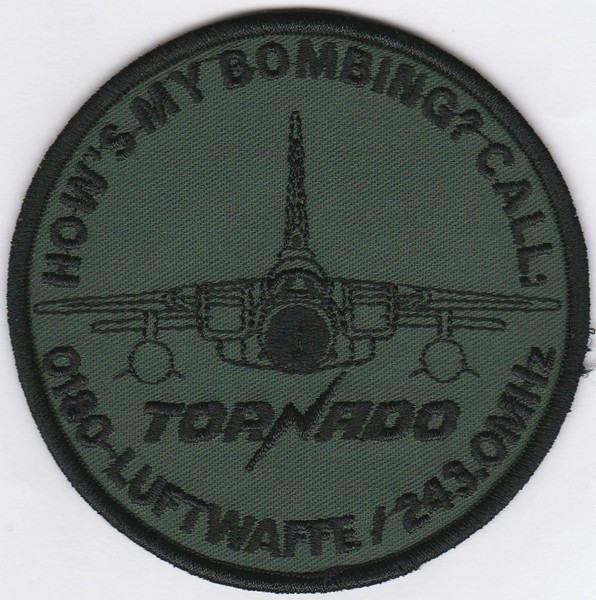 HOW"S MY BOMBING? CALL:
TORNADO
0180-LUFTWAFFE / 243.0MHz